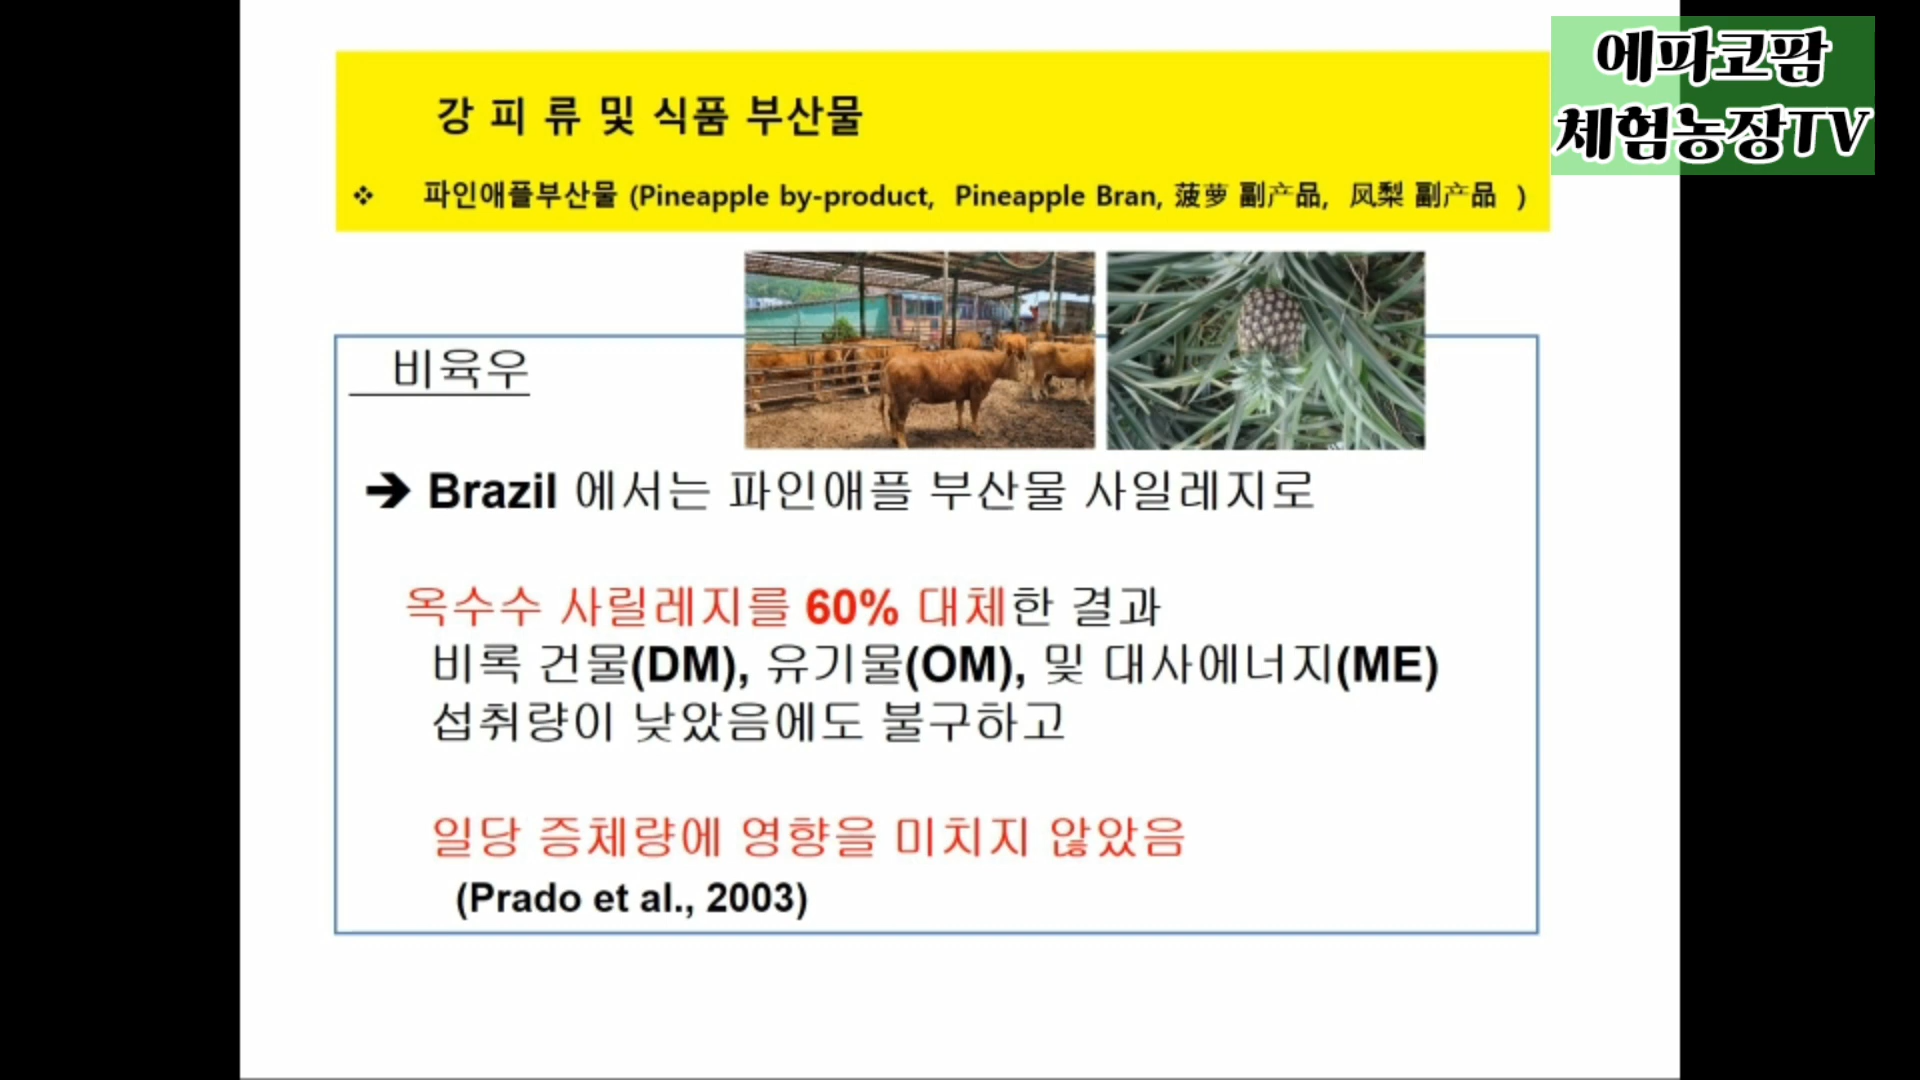 에파코팜
체험농장TV
강 피 류 및 식품 부산물
❖ 파인애플부산물 (Pineapple by-product, Pineapple Bran, 菠萝 副产品, 凤梨 副产品 )
비육우
➔ Brazil 에서는 파인애플 부산물 사일레지로
옥수수 사릴레지를 60% 대체한 결과
비록 건물(DM), 유기물(OM), 및 대사에너지(ME)
섭취량이 낮았음에도 불구하고
일당 증체량에 영향을 미치지 않았음
(Prado et al., 2003)